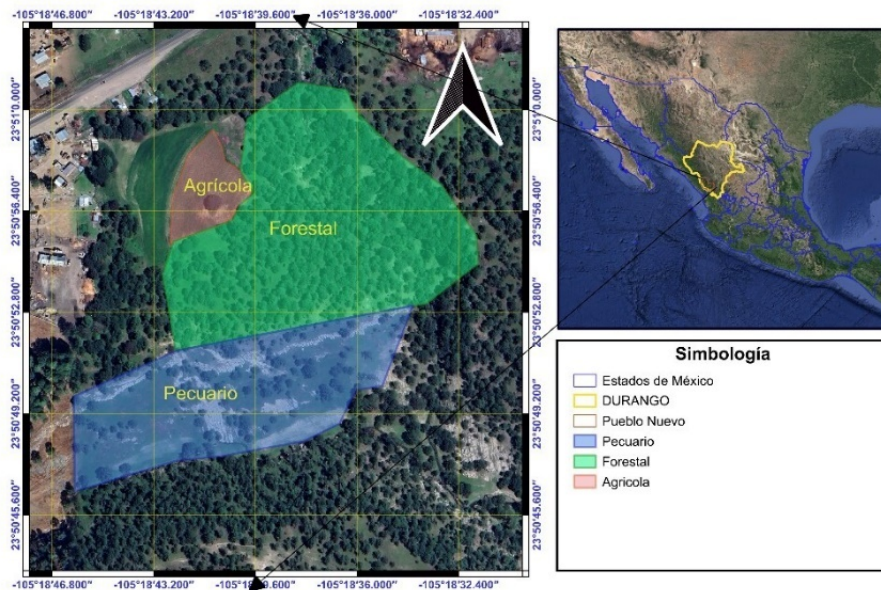 -105°18'46.800" -105°18'43.200" -105°18'39.600" -105°18'36.000" -105°18'32.400"
23°51'0.000" 23°51'0.000"
23°50'56.400" 23°50'56.400"
23°50'52.800" 23°50'52.800"
23°50'49.200" 23°50'49.200"
23°50'45.600" 23°50'45.600"
Agrícola
Forestal
Pecuario
-105°18'46.800" -105°18'43.200" -105°18'39.600" -105°18'36.000" -105°18'32.400"
Simbología
Estados de México
DURANGO
Pueblo Nuevo
Pecuario
Forestal
Agricola